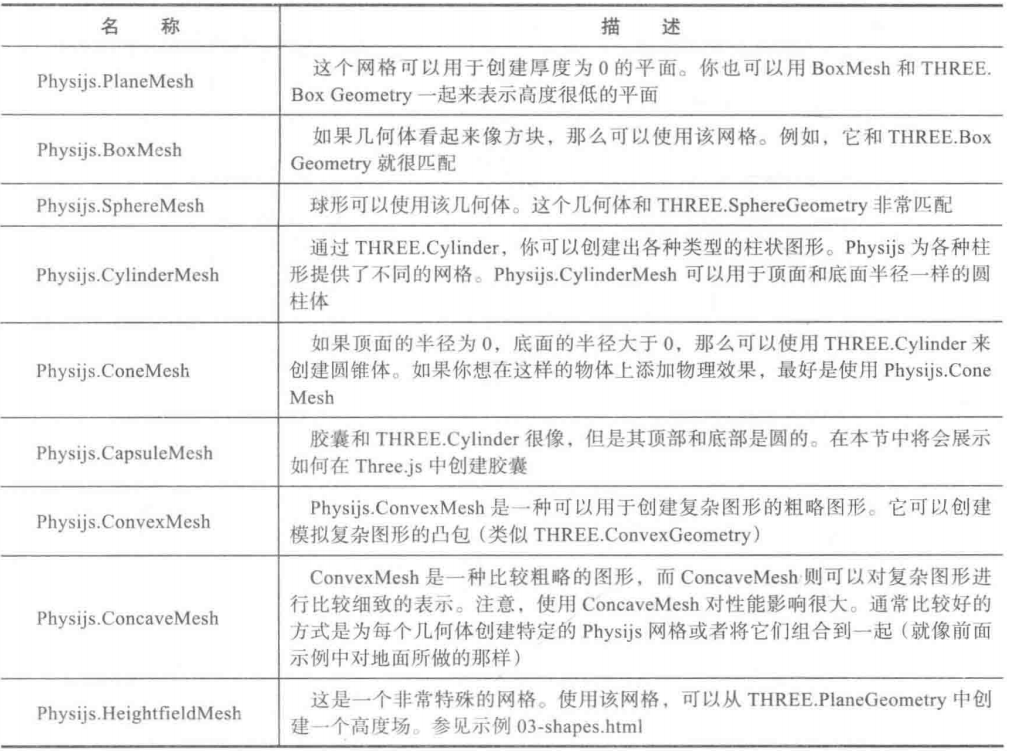 名 称 描 述
Physijs.PlaneMesh
这个网格可以用于创建厚度为 0 的平面。你也可以用 BoxMesh 和 THREE.
Box Geometry 一起来表示高度很低的平面
Physijs.BoxMesh
如果几何体看起来像方块，那么可以使用该网格。例如，它和 THREE.Box
Geometry 就很匹配
Physijs.SphereMesh
球形可以使用该几何体。这个几何体和 THREE.SphereGeometry 非常匹配
Physijs.CylinderMesh
通过 THREE.Cylinder，你可以创建出各种类型的柱状图形。Physijs 为各种柱
形提供了不同的网格。Physijs.CylinderMesh 可以用于顶面和底面半径一样的圆
柱体
Physijs.ConeMesh
如果顶面的半径为 0，底面的半径大于 0，那么可以使用 THREE.Cylinder 来
创建圆锥体。如果你想在这样的物体上添加物理效果，最好是使用 Physijs.Cone
Mesh
Physijs.CapsuleMesh
胶囊和 THREE.Cylinder 很像，但是其顶部和底部是圆的。在本节中将会展示
如何在 Three.js 中创建胶囊
Physijs.ConvexMesh
Physijs.ConvexMesh 是一种可以用于创建复杂图形的粗略图形。它可以创建
模拟复杂图形的凸包（类似 THREE.ConvexGeometry）
Physijs.ConcaveMesh
ConvexMesh 是一种比较粗略的图形，而 ConcaveMesh 则可以对复杂图形进
行比较细致的表示。注意，使用 ConcaveMesh 对性能影响很大。通常比较好的
方式是为每个几何体创建特定的 Physijs 网格或者将它们组合到一起（就像前面
示例中对地面所做的那样）
Physijs.HeightfieldMesh
这是一个非常特殊的网格。使用该网格，可以从 THREE.PlaneGeometry 中创
建一个高度场。参见示例 03-shapes.html